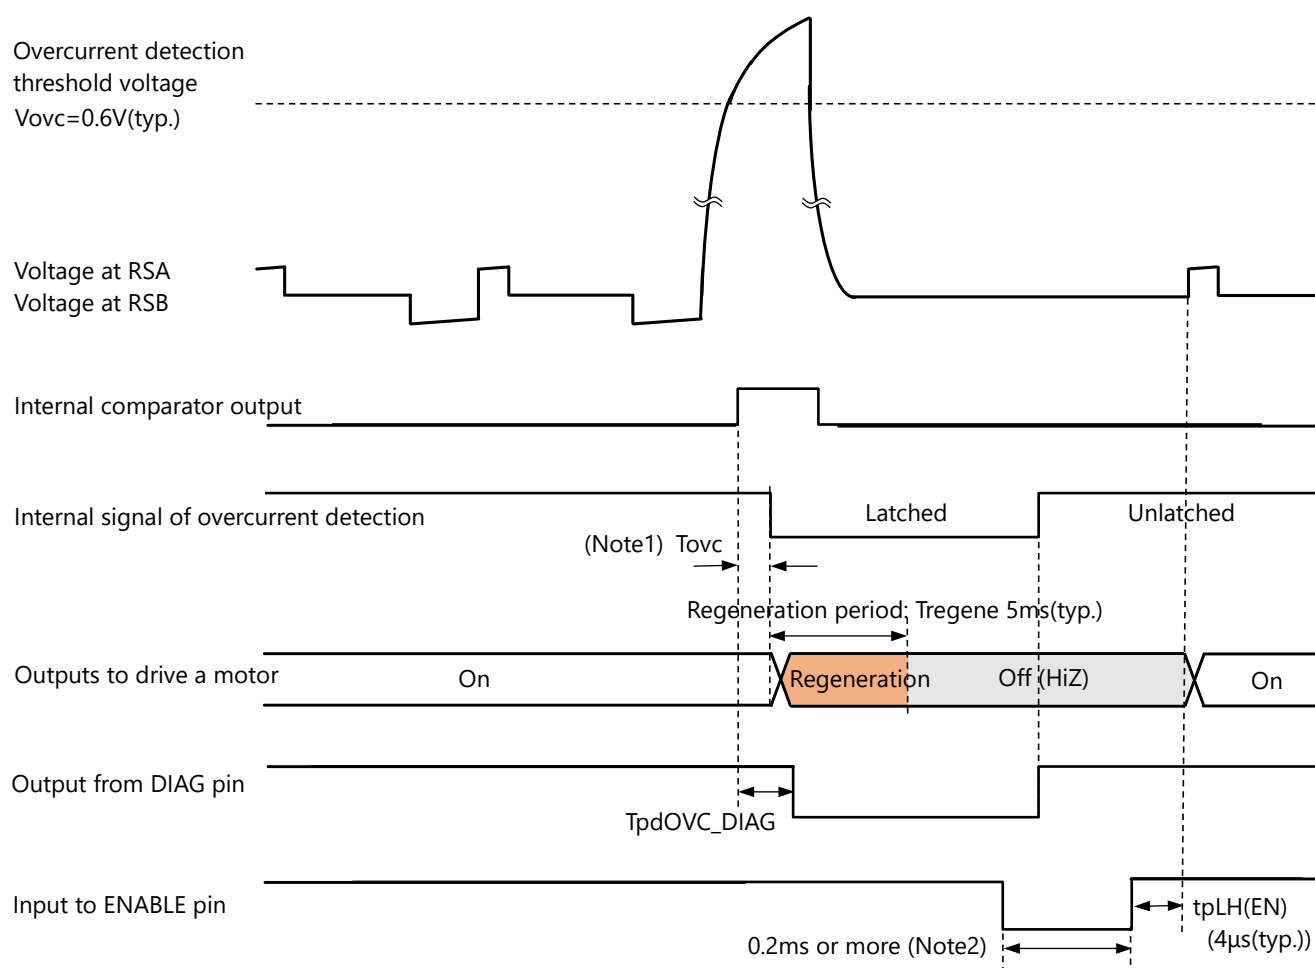 Overcurrent detection
threshold voltage
Vovc=0.6V(typ.)
Voltage at RSA
Voltage at RSB
Internal comparator output
Internal signal of overcurrent detection
Latched
Unlatched
(Note1) Tovc
Regeneration period: Tregene 5ms(typ.)
Outputs to drive a motor
On
Regeneration
Off (HiZ)
On
Output from DIAG pin
TpdOVC_DIAG
Input to ENABLE pin
tpLH(EN)
(4μs(typ.))
0.2ms or more (Note2)